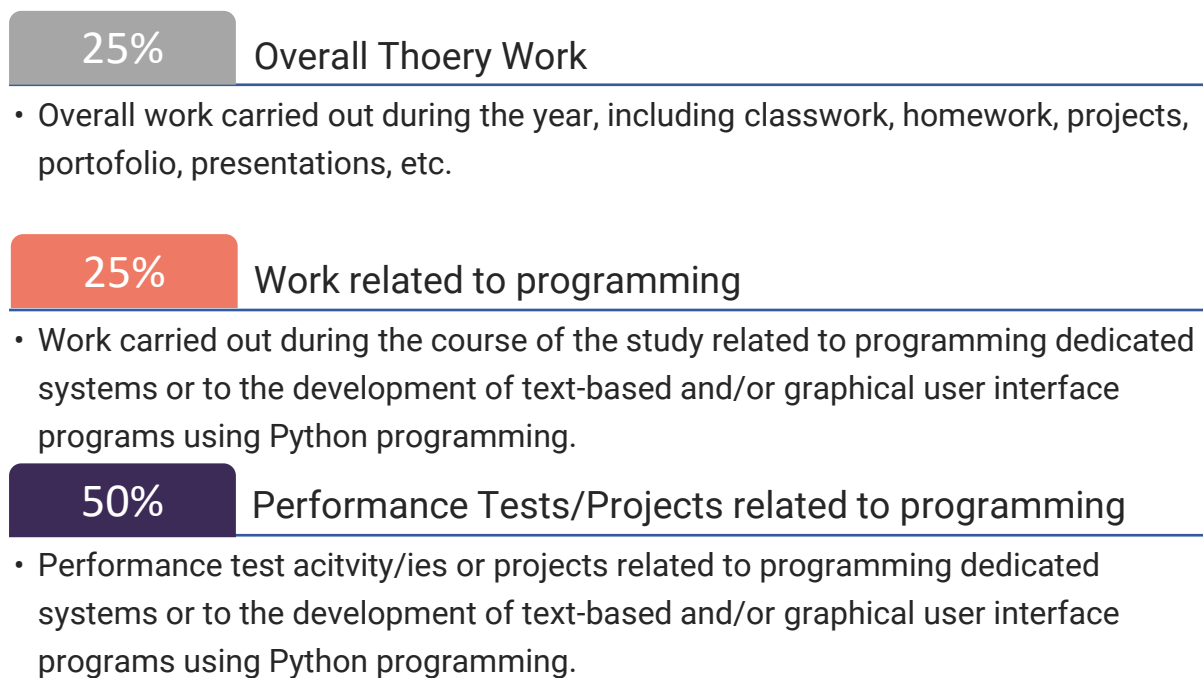 25% Overall Thoery Work
• Overall work carried out during the year, including classwork, homework, projects,
portofolio, presentations, etc.
25% Work related to programming
• Work carried out during the course of the study related to programming dedicated
systems or to the development of text-based and/or graphical user interface
programs using Python programming.
50% Performance Tests/Projects related to programming
• Performance test acitvity/ies or projects related to programming dedicated
systems or to the development of text-based and/or graphical user interface
programs using Python programming.